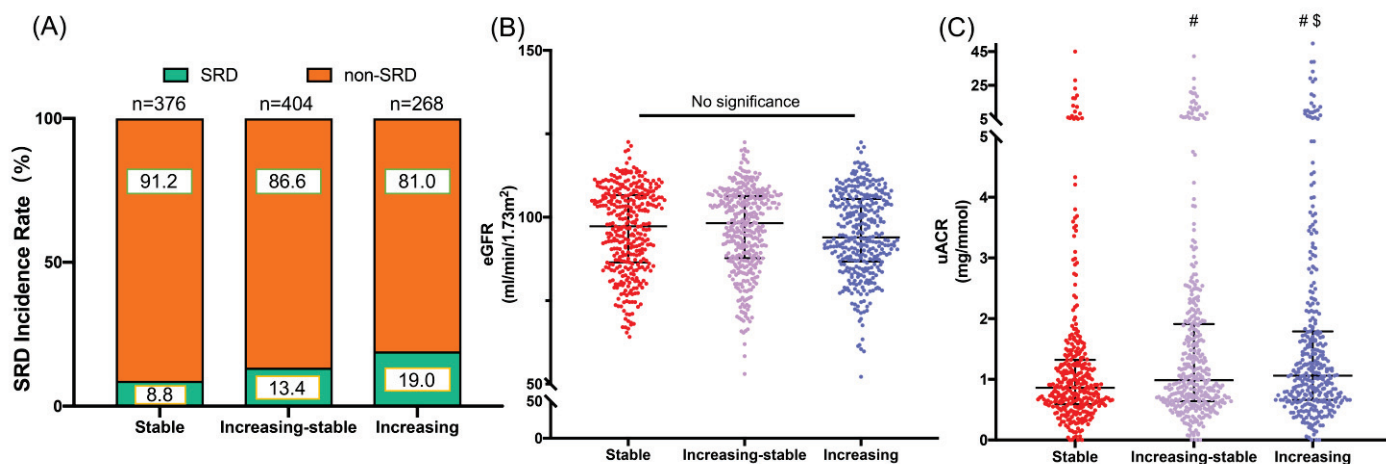 (A)
SRD non-SRD
n=376 n=404 n=268
SRD Incidence Rate (%)
100
50
0
91.2 86.6 81.0
8.8 13.4 19.0
Stable Increasing-stable Increasing
(B)
No significance
eGFR
(ml/min/1.73m²)
150
100
50
50
0
Stable Increasing-stable Increasing
(C)
# # $
uACR
(mg/mmol)
45
25
5
5
4
3
2
1
0
Stable Increasing-stable Increasing